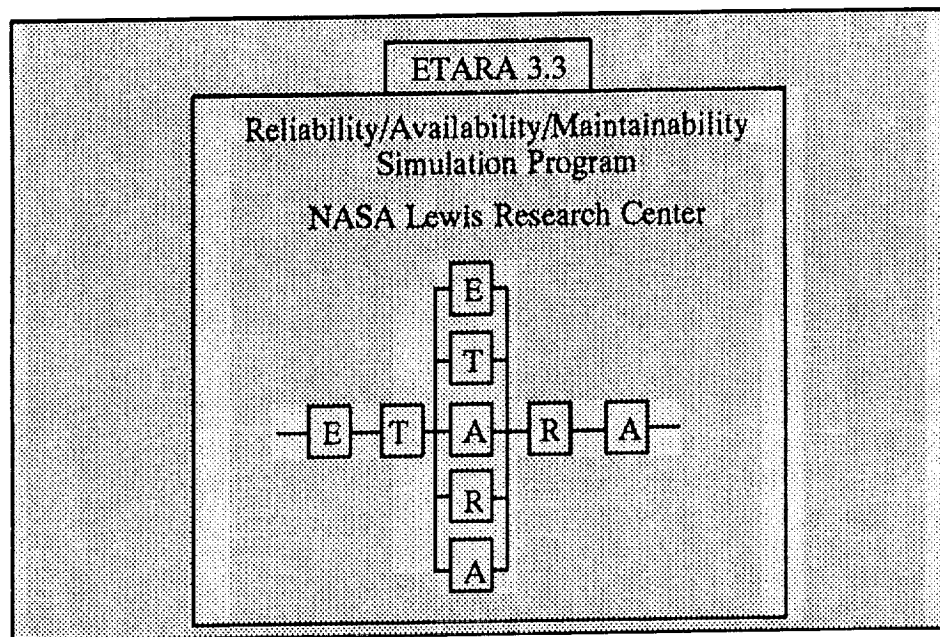 ETARA 3.3
Reliability/Availability/Maintainability
Simulation Program
NASA Lewis Research Center
E
T
E T A R A
R
A